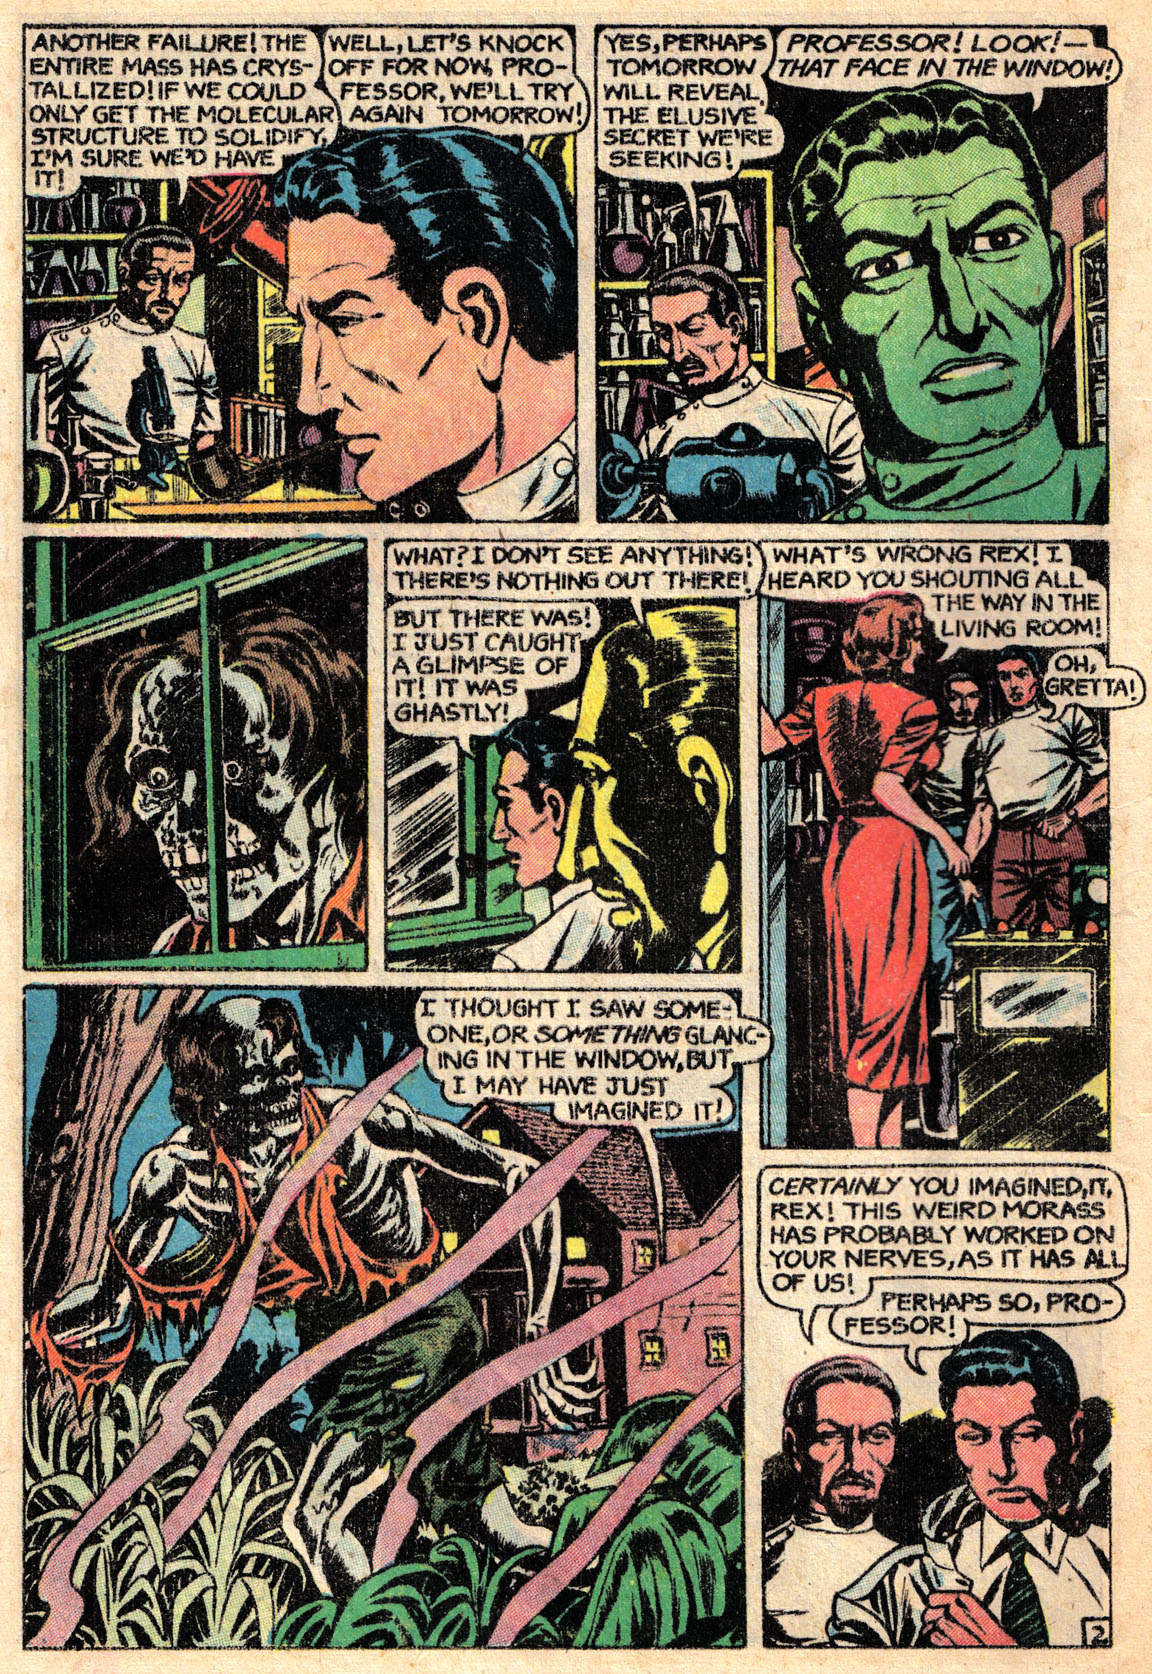 ANOTHER FAILURE! THE
ENTIRE MASS HAS CRYS-
TALLIZED! IF WE COULD
ONLY GET THE MOLECULAR
STRUCTURE TO SOLIDIFY,
I'M SURE WE'D HAVE
IT!
WELL, LET'S KNOCK
OFF FOR NOW, PRO-
FESSOR, WE'LL TRY
AGAIN TOMORROW!
YES, PERHAPS
TOMORROW
WILL REVEAL
THE ELUSIVE
SECRET WE'RE
SEEKING!
PROFESSOR! LOOK!—
THAT FACE IN THE WINDOW!
WHAT? I DON'T SEE ANYTHING!
THERE'S NOTHING OUT THERE!
BUT THERE WAS!
I JUST CAUGHT
A GLIMPSE OF
IT! IT WAS
GHASTLY!
WHAT'S WRONG REX! I
HEARD YOU SHOUTING ALL
THE WAY IN THE
LIVING ROOM!
OH,
GRETTA!
I THOUGHT I SAW SOME-
ONE, OR SOMETHING GLANC-
ING IN THE WINDOW, BUT
I MAY HAVE JUST
IMAGINED IT!
CERTAINLY YOU IMAGINED, IT,
REX! THIS WEIRD MORASS
HAS PROBABLY WORKED ON
YOUR NERVES, AS IT HAS ALL
OF US!
PERHAPS SO, PRO-
FESSOR!
2